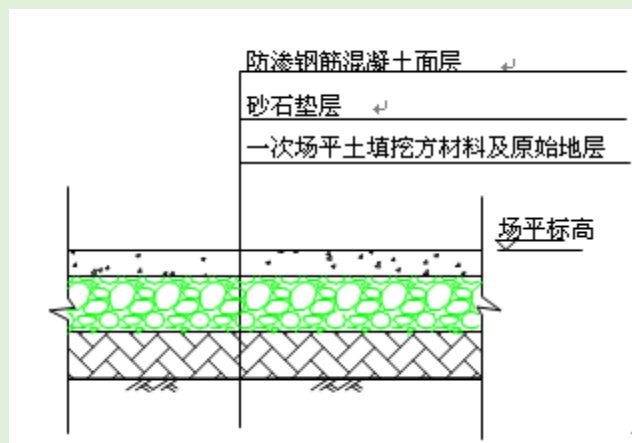 防渗钢筋混凝土面层
砂石垫层
一次场平土填挖方材料及原始地层
场平标高